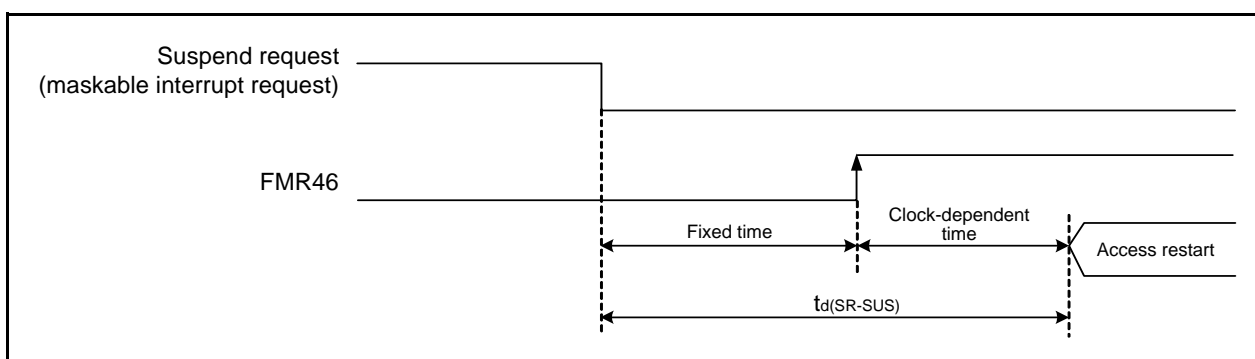 Suspend request
(maskable interrupt request)
FMR46
Fixed time
Clock-dependent
time
Access restart
td(SR-SUS)